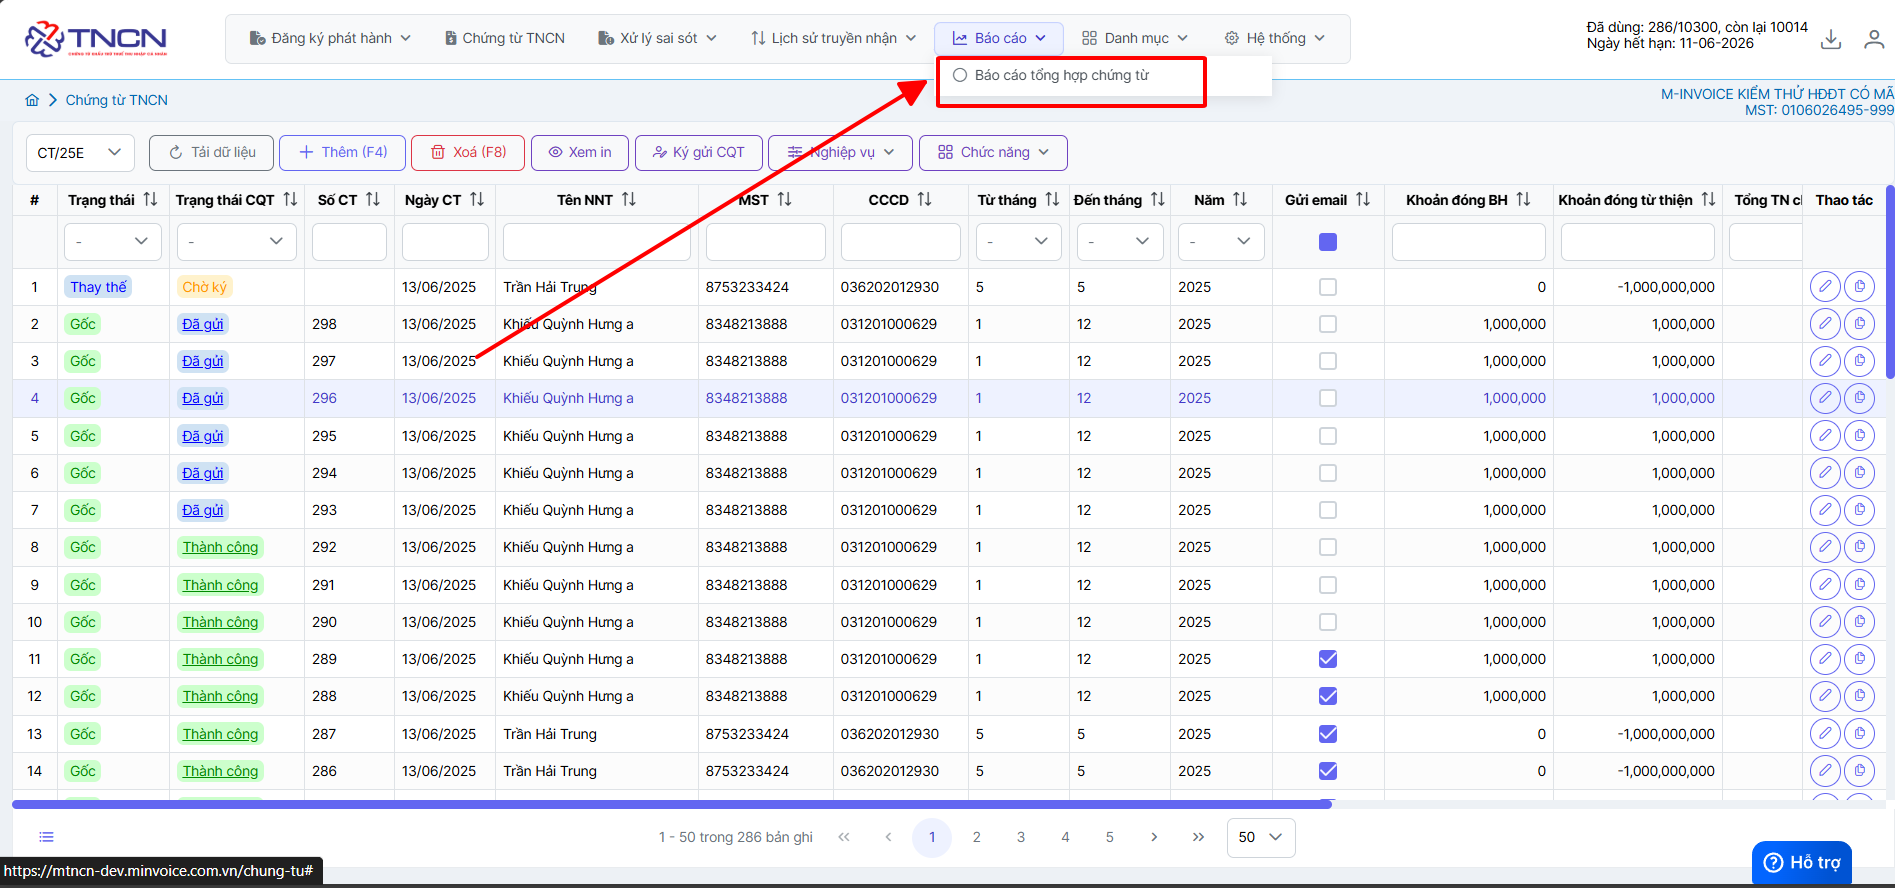 TNCN
Đăng ký phát hành
Chứng từ TNCN
Xử lý sai sót
Lịch sử truyền nhận
Báo cáo
Danh mục
Hệ thống
Đã dùng: 286/10300, còn lại 10014
Ngày hết hạn: 11-06-2026
Báo cáo tổng hợp chứng từ
Chứng từ TNCN
M-INVOICE KIỂM THỬ HĐĐT CÓ MÃ
MST: 0106026495-999
CT/25E
Tải dữ liệu
Thêm (F4)
Xoá (F8)
Xem in
Ký gửi CQT
Nghiệp vụ
Chức năng
# Trạng thái Trạng thái CQT Số CT Ngày CT Tên NNT MST CCCD Từ tháng Đến tháng Năm Gửi email Khoản đóng BH Khoản đóng từ thiện Tổng TN Thao tác
- - - - -
1 Thay thế Chờ ký 13/06/2025 Trần Hải Trung 8753233424 036202012930 5 5 2025 0 -1,000,000,000
2 Gốc Đã gửi 298 13/06/2025 Khiếu Quỳnh Hưng a 8348213888 031201000629 1 12 2025 1,000,000 1,000,000
3 Gốc Đã gửi 297 13/06/2025 Khiếu Quỳnh Hưng a 8348213888 031201000629 1 12 2025 1,000,000 1,000,000
4 Gốc Đã gửi 296 13/06/2025 Khiếu Quỳnh Hưng a 8348213888 031201000629 1 12 2025 1,000,000 1,000,000
5 Gốc Đã gửi 295 13/06/2025 Khiếu Quỳnh Hưng a 8348213888 031201000629 1 12 2025 1,000,000 1,000,000
6 Gốc Đã gửi 294 13/06/2025 Khiếu Quỳnh Hưng a 8348213888 031201000629 1 12 2025 1,000,000 1,000,000
7 Gốc Đã gửi 293 13/06/2025 Khiếu Quỳnh Hưng a 8348213888 031201000629 1 12 2025 1,000,000 1,000,000
8 Gốc Thành công 292 13/06/2025 Khiếu Quỳnh Hưng a 8348213888 031201000629 1 12 2025 1,000,000 1,000,000
9 Gốc Thành công 291 13/06/2025 Khiếu Quỳnh Hưng a 8348213888 031201000629 1 12 2025 1,000,000 1,000,000
10 Gốc Thành công 290 13/06/2025 Khiếu Quỳnh Hưng a 8348213888 031201000629 1 12 2025 1,000,000 1,000,000
11 Gốc Thành công 289 13/06/2025 Khiếu Quỳnh Hưng a 8348213888 031201000629 1 12 2025 1,000,000 1,000,000
12 Gốc Thành công 288 13/06/2025 Khiếu Quỳnh Hưng a 8348213888 031201000629 1 12 2025 1,000,000 1,000,000
13 Gốc Thành công 287 13/06/2025 Trần Hải Trung 8753233424 036202012930 5 5 2025 0 -1,000,000,000
14 Gốc Thành công 286 13/06/2025 Trần Hải Trung 8753233424 036202012930 5 5 2025 0 -1,000,000,000
1 - 50 trong 286 bản ghi « ‹ 1 2 3 4 5 › » 50
Hỗ trợ
https://mtncn-dev.minvoice.com.vn/chung-tu#